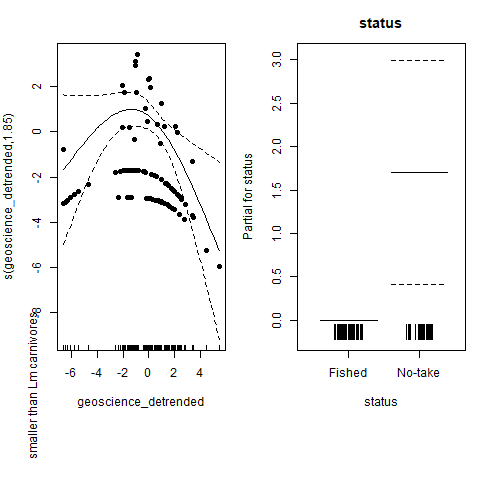 status
s(geoscience_detrended,1.85)
smaller than Lm carnivores
2
0
-2
-4
-6
-8
-6 -4 -2 0 2 4
geoscience_detrended
Partial for status
3.0
2.5
2.0
1.5
1.0
0.5
0.0
Fished No-take
status